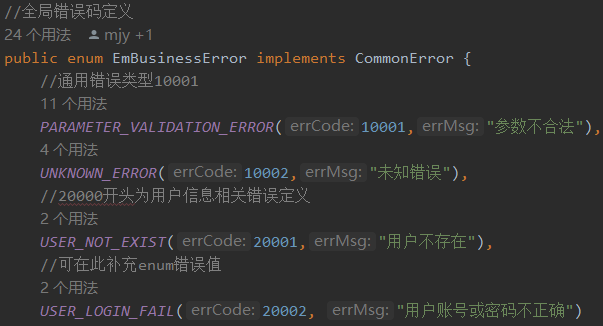 //全局错误码定义
24 个用法 mjy +1
public enum EmBusinessError implements CommonError {
//通用错误类型10001
11 个用法
PARAMETER_VALIDATION_ERROR( errCode: 10001, errMsg: "参数不合法"),
4 个用法
UNKNOWN_ERROR( errCode: 10002, errMsg: "未知错误"),
//20000开头为用户信息相关错误定义
2 个用法
USER_NOT_EXIST( errCode: 20001, errMsg: "用户不存在"),
//可在此补充enum错误值
2 个用法
USER_LOGIN_FAIL( errCode: 20002, errMsg: "用户账号或密码不正确")